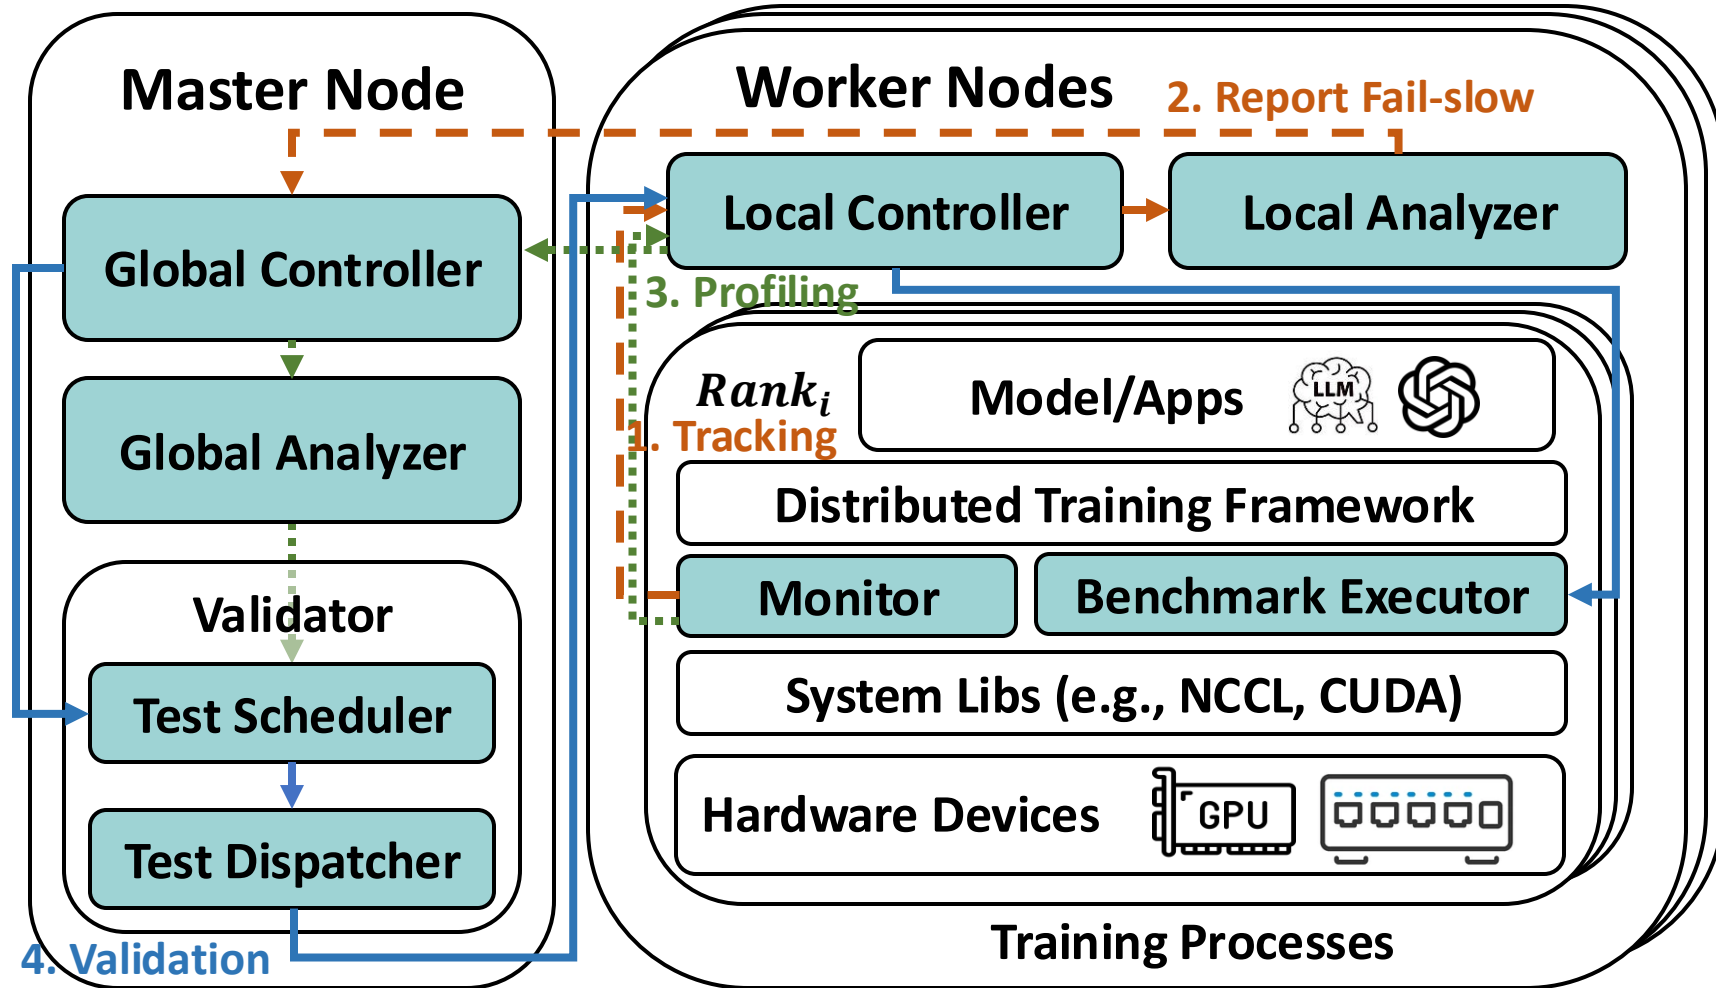 Master Node
Global Controller
Global Analyzer
Validator
Test Scheduler
Test Dispatcher
4. Validation
Worker Nodes
2. Report Fail-slow
Local Controller
Local Analyzer
3. Profiling
Rankᵢ
1. Tracking
Model/Apps
LLM
Distributed Training Framework
Monitor
Benchmark Executor
System Libs (e.g., NCCL, CUDA)
Hardware Devices
GPU
Training Processes